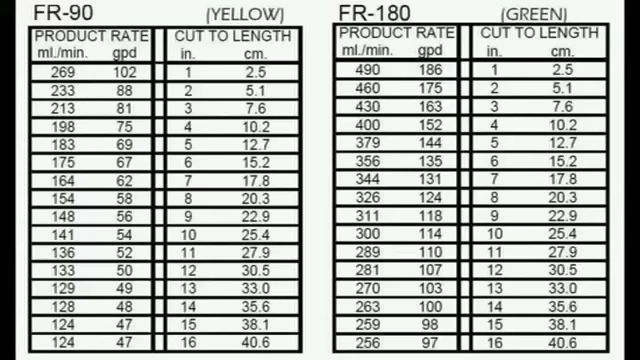 FR-90 (YELLOW)
PRODUCT RATE CUT TO LENGTH
ml./min. gpd in. cm.
269 102 1 2.5
233 88 2 5.1
213 81 3 7.6
198 75 4 10.2
183 69 5 12.7
175 67 6 15.2
164 62 7 17.8
154 58 8 20.3
148 56 9 22.9
141 54 10 25.4
136 52 11 27.9
133 50 12 30.5
129 49 13 33.0
128 48 14 35.6
124 47 15 38.1
124 47 16 40.6
FR-180 (GREEN)
PRODUCT RATE CUT TO LENGTH
ml./min. gpd in. cm.
490 186 1 2.5
460 175 2 5.1
430 163 3 7.6
400 152 4 10.2
379 144 5 12.7
356 135 6 15.2
344 131 7 17.8
326 124 8 20.3
311 118 9 22.9
300 114 10 25.4
289 110 11 27.9
281 107 12 30.5
270 103 13 33.0
263 100 14 35.6
259 98 15 38.1
256 97 16 40.6